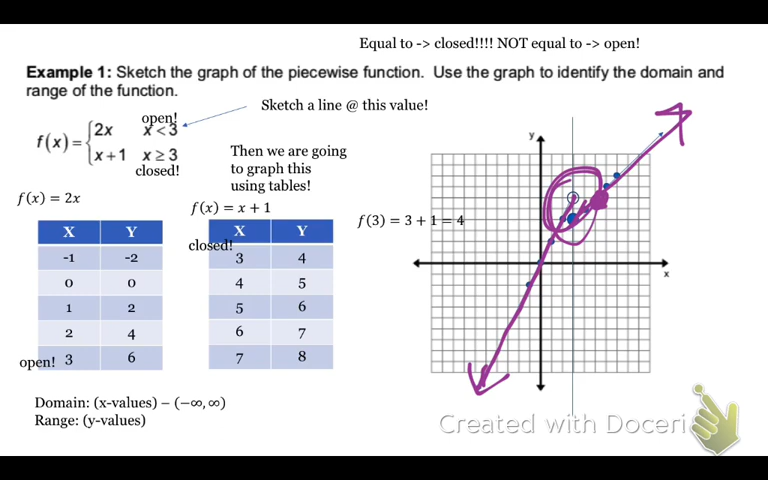 Equal to -> closed!!!! NOT equal to -> open!
Example 1: Sketch the graph of the piecewise function. Use the graph to identify the domain and
range of the function.
Sketch a line @ this value!
open!
f(x) = { 2x x < 3
x + 1 x ≥ 3
closed!
Then we are going
to graph this
using tables!
f(x) = 2x
f(x) = x + 1
f(3) = 3 + 1 = 4
X Y
-1 -2
0 0
1 2
2 4
open! 3 6
X Y
closed!
3 4
4 5
5 6
6 7
7 8
y
x
Domain: (x-values) – (−∞, ∞)
Range: (y-values)
Created with Doceri